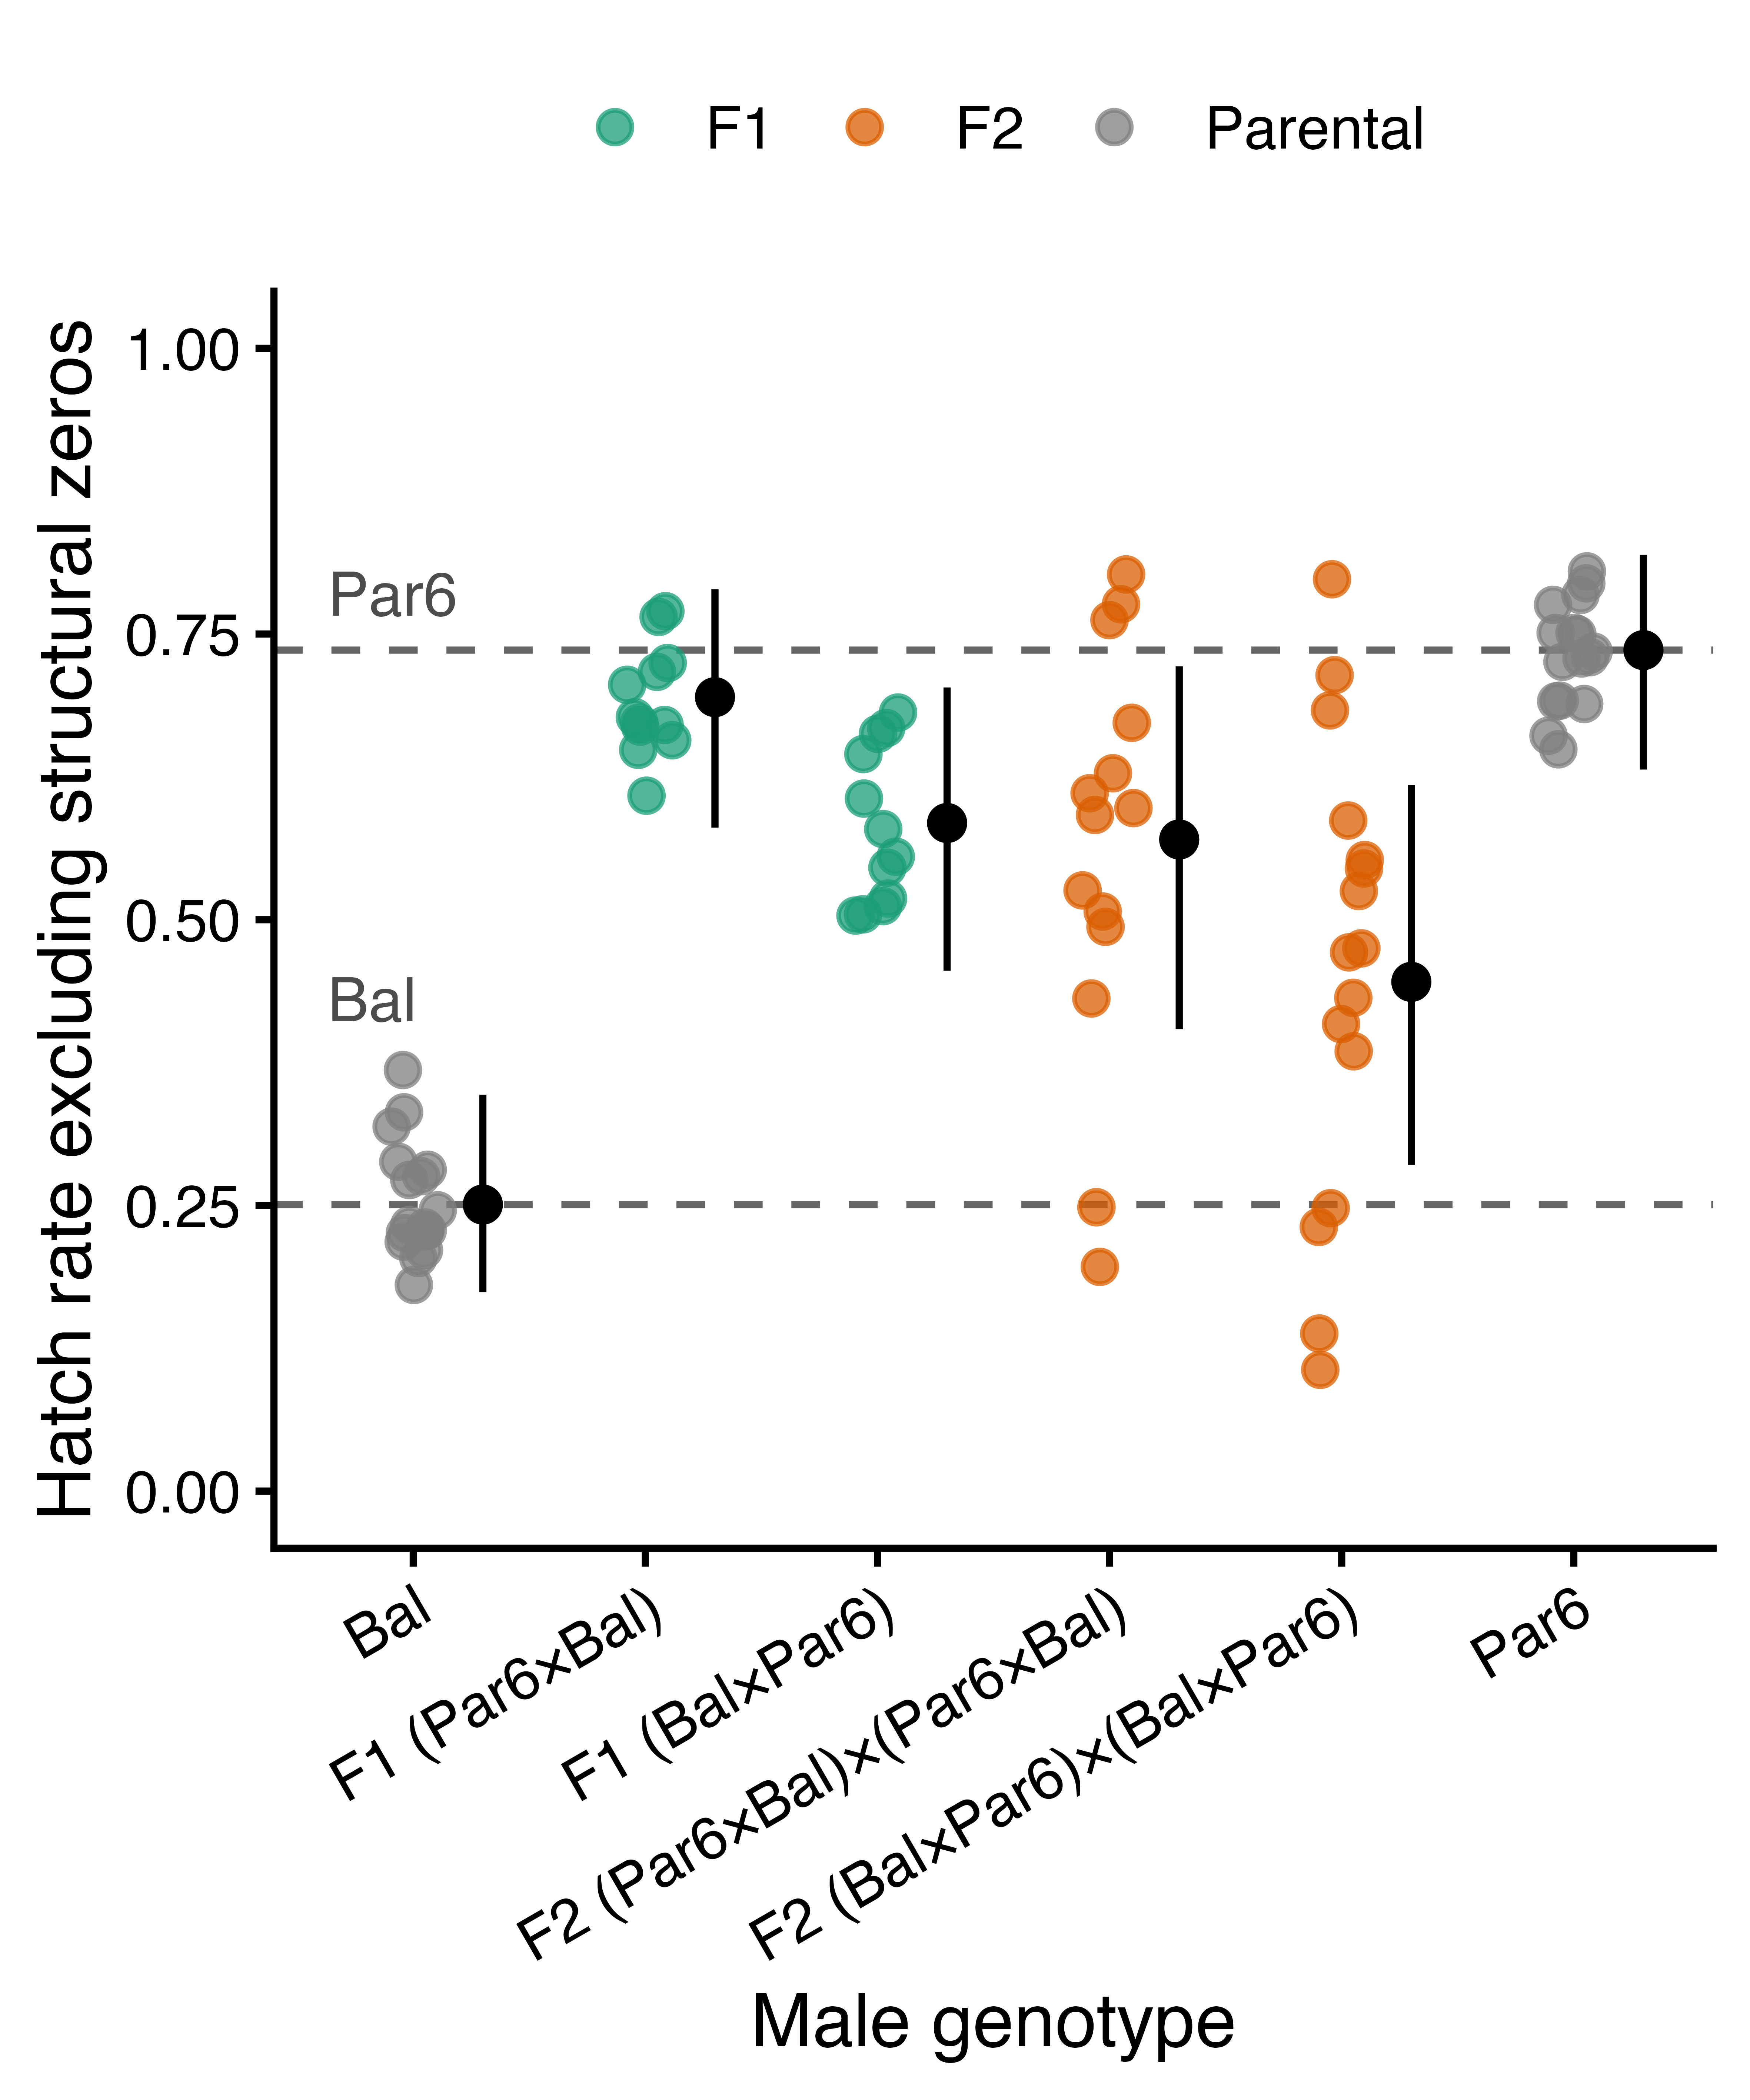 F1 F2 Parental
Hatch rate excluding structural zeros
1.00
0.75
0.50
0.25
0.00
Par6
Bal
Bal
F1 (Par6×Bal)
F1 (Bal×Par6)
F2 (Par6×Bal)×(Par6×Bal)
F2 (Bal×Par6)×(Bal×Par6)
Par6
Male genotype